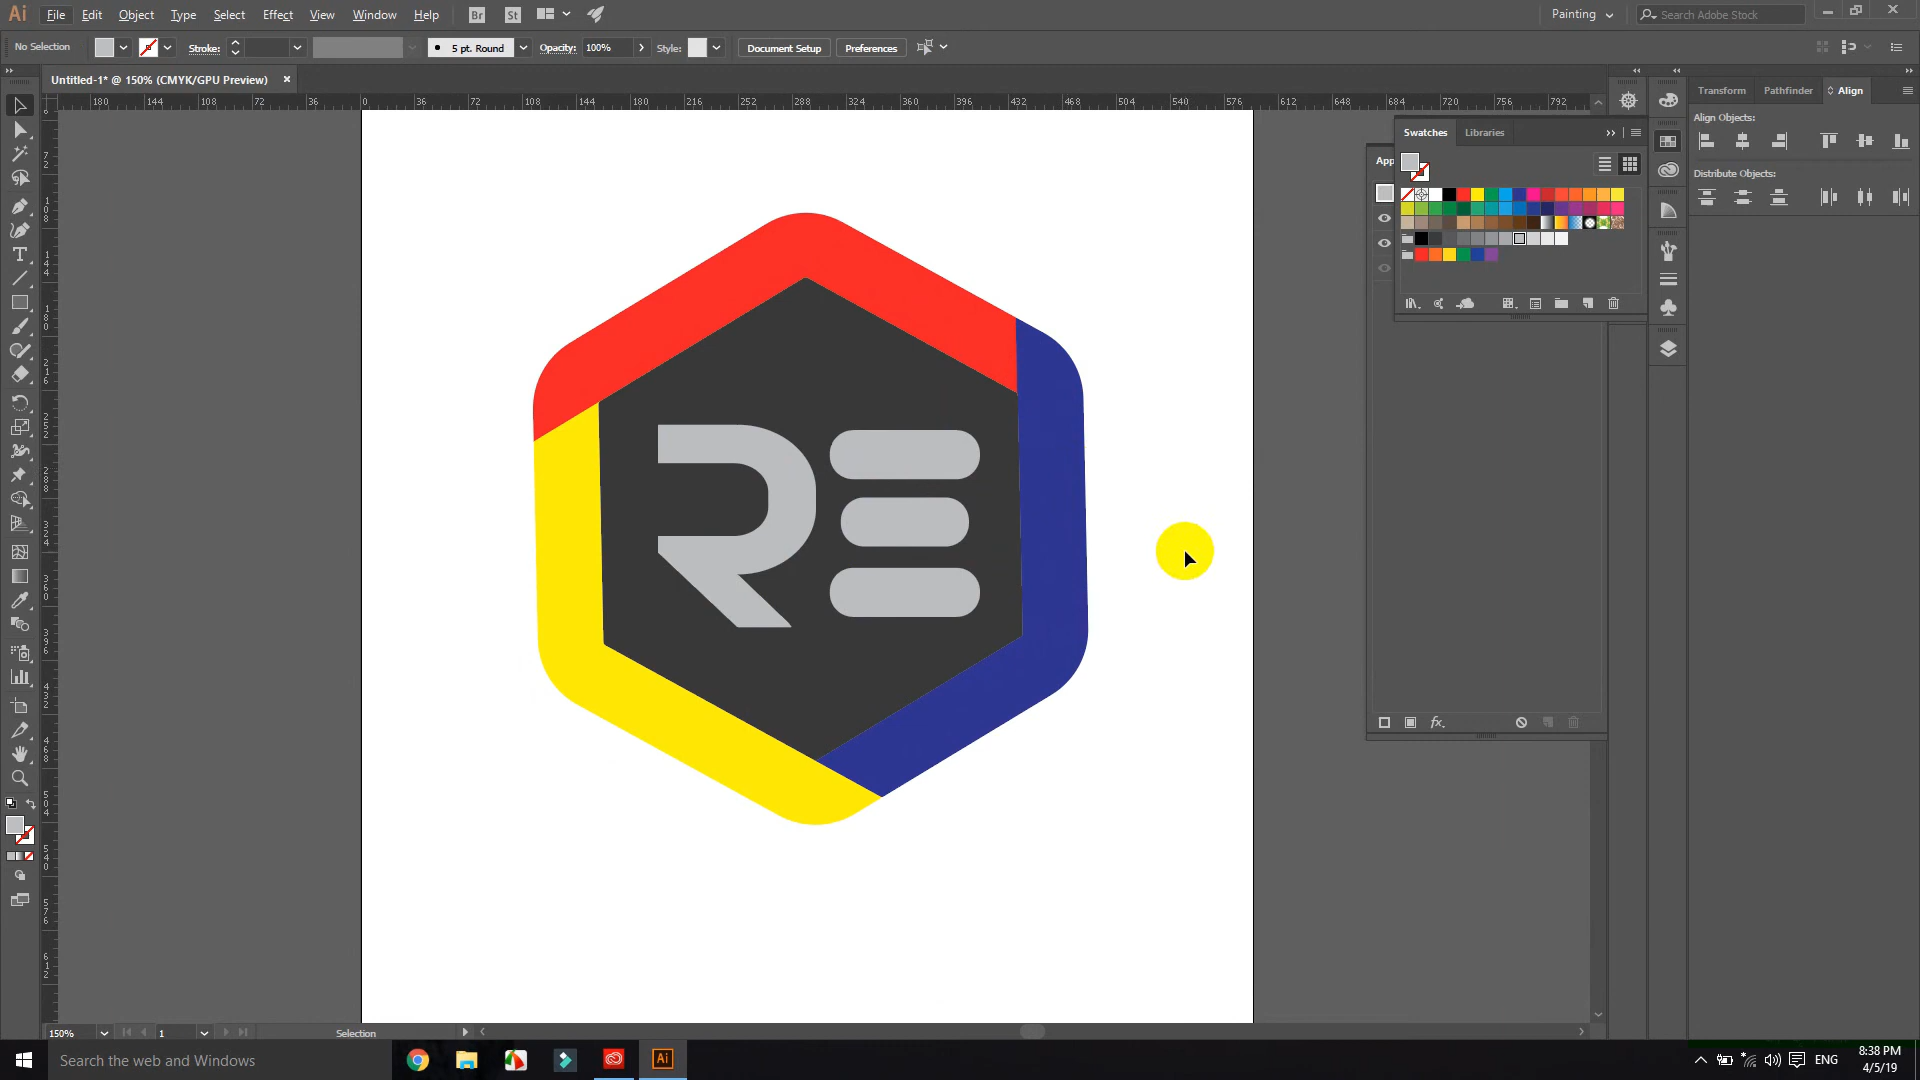 Ai File Edit Object Type Select Effect View Window Help Br St Painting Search Adobe Stock
No Selection Stroke: 5 pt. Round Opacity: 100% Style: Document Setup Preferences
Untitled-1* @ 150% (CMYK/GPU Preview)
Transform Pathfinder Align
180 144 108 72 36 0 36 72 108 144 180 216 252 288 324 360 396 432 468 504 540 576 612 648 684 720 756 792
Align Objects:
Swatches Libraries
App
Distribute Objects:
RE
fx.
150% 1 Selection
Search the web and Windows
Ai
ENG
8:38 PM
4/5/19